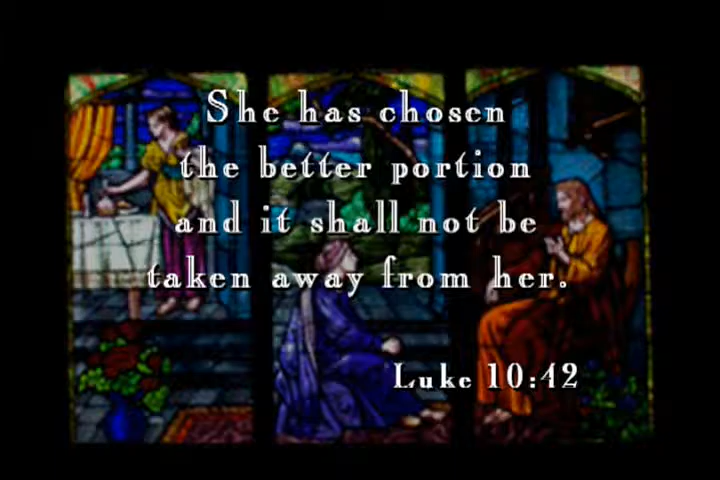 She has chosen
the better portion
and it shall not be
taken away from her.
Luke 10:42